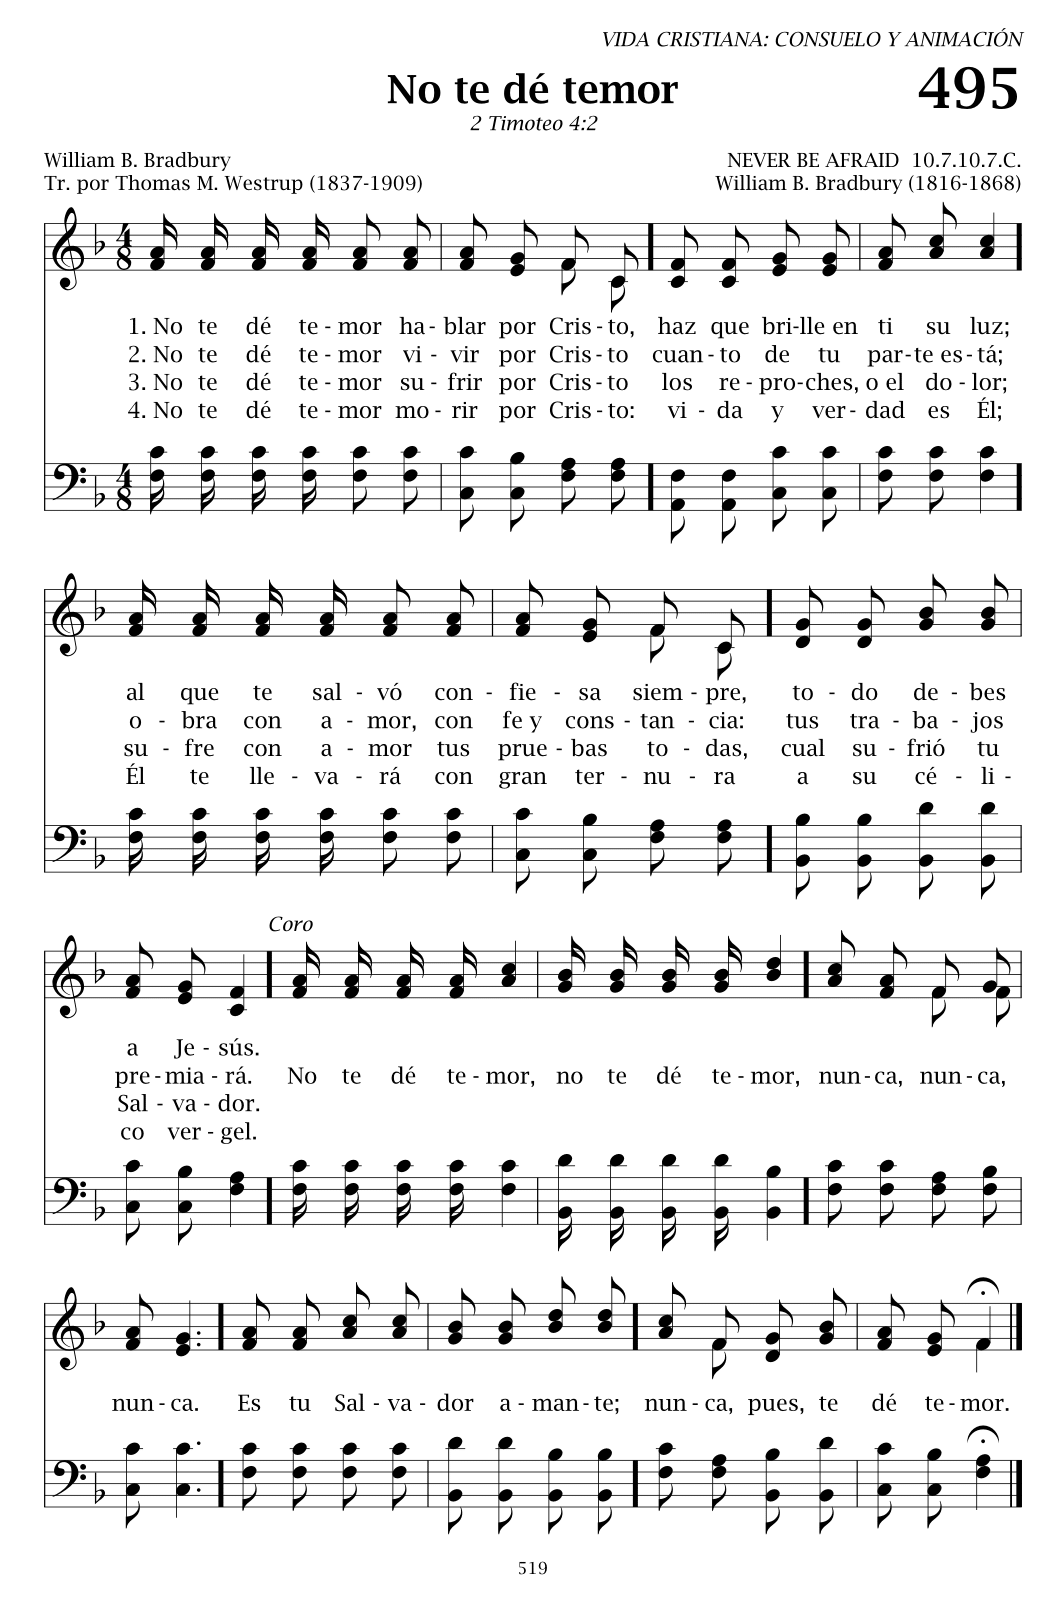 VIDA CRISTIANA: CONSUELO Y ANIMACIÓN
No te dé temor 495
2 Timoteo 4:2
William B. Bradbury NEVER BE AFRAID 10.7.10.7.C.
Tr. por Thomas M. Westrup (1837-1909) William B. Bradbury (1816-1868)
4 8
1. No te dé te - mor ha - blar por Cris - to, haz que bri - lle en ti su luz;
2. No te dé te - mor vi - vir por Cris - to cuan - to de tu par - te es - tá;
3. No te dé te - mor su - frir por Cris - to los re - pro - ches, o el do - lor;
4. No te dé te - mor mo - rir por Cris - to: vi - da y ver - dad es Él;
4 8
al que te sal - vó con - fie - sa siem - pre, to - do de - bes
o - bra con a - mor, con fe y cons - tan - cia: tus tra - ba - jos
su - fre con a - mor tus prue - bas to - das, cual su - frió tu
Él te lle - va - rá con gran ter - nu - ra a su cé - li -
Coro
a Je - sús.
pre - mia - rá. No te dé te - mor, no te dé te - mor, nun - ca, nun - ca,
Sal - va - dor.
co ver - gel.
nun - ca. Es tu Sal - va - dor a - man - te; nun - ca, pues, te dé te - mor.
519